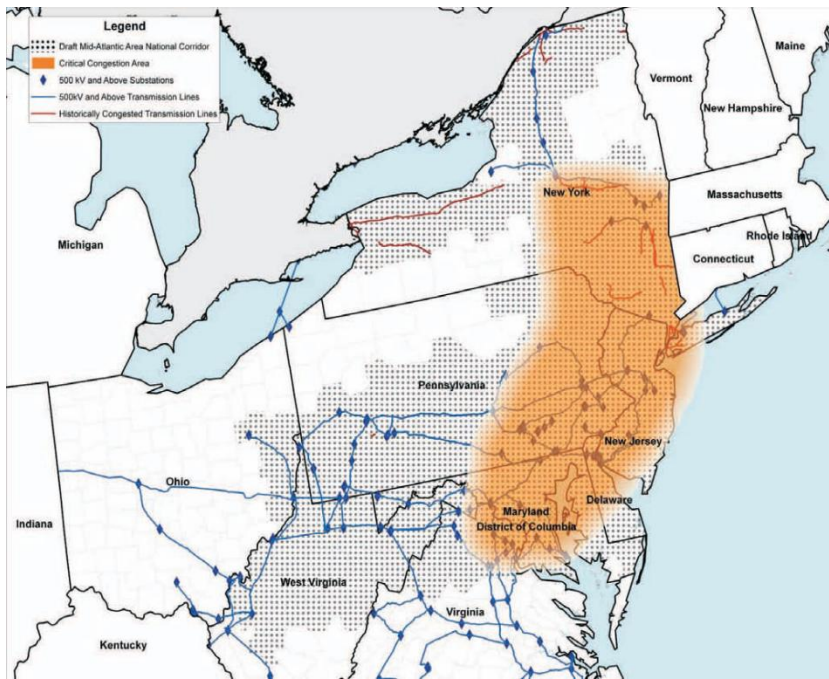 Legend
Draft Mid-Atlantic Area National Corridor
Critical Congestion Area
500 kV and Above Substations
500kV and Above Transmission Lines
Historically Congested Transmission Lines
Maine
Vermont
New Hampshire
New York
Massachusetts
Michigan
Rhode Island
Connecticut
Pennsylvania
New Jersey
Ohio
Delaware
Indiana
Maryland
District of Columbia
West Virginia
Virginia
Kentucky